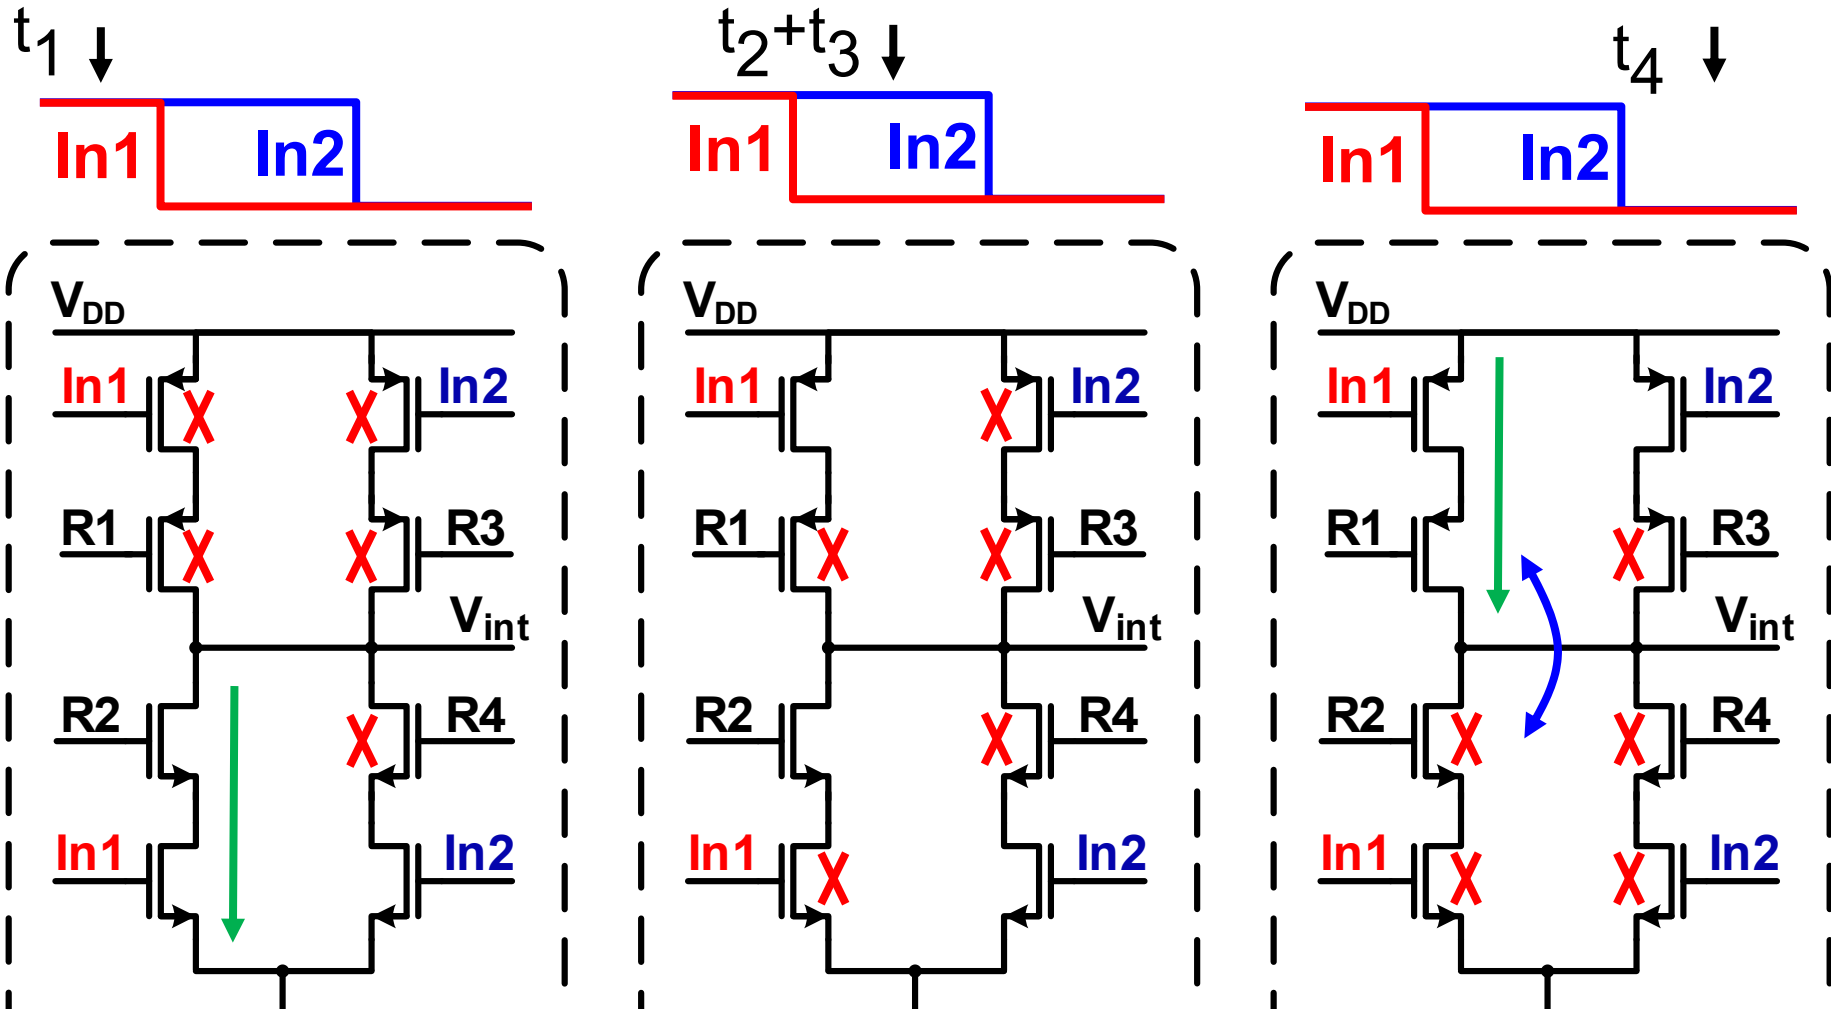 t1
In1 In2
VDD
In1 In2
R1 R3
Vint
R2 R4
In1 In2
t2+t3
In1 In2
VDD
In1 In2
R1 R3
Vint
R2 R4
In1 In2
t4
In1 In2
VDD
In1 In2
R1 R3
Vint
R2 R4
In1 In2